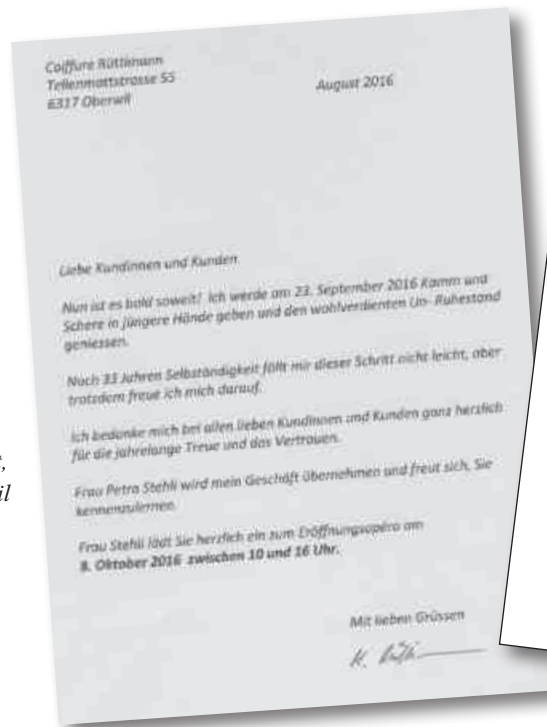 Coiffure Rüttimann
Tellenmattstrasse 55
6317 Oberwil
August 2016
Liebe Kundinnen und Kunden
Nun ist es bald soweit! Ich werde am 23. September 2016 Kamm und
Schere in jüngere Hände geben und den wohlverdienten Un- Ruhestand
geniessen.
Nach 33 Jahren Selbständigkeit fällt mir dieser Schritt nicht leicht, aber
trotzdem freue ich mich darauf.
Ich bedanke mich bei allen lieben Kundinnen und Kunden ganz herzlich
für die jahrelange Treue und das Vertrauen.
Frau Petra Stehli wird mein Geschäft übernehmen und freut sich, Sie
kennenzulernen.
Frau Stehli lädt Sie herzlich ein zum Eröffnungsapéro am
8. Oktober 2016 zwischen 10 und 16 Uhr.
Mit lieben Grüssen